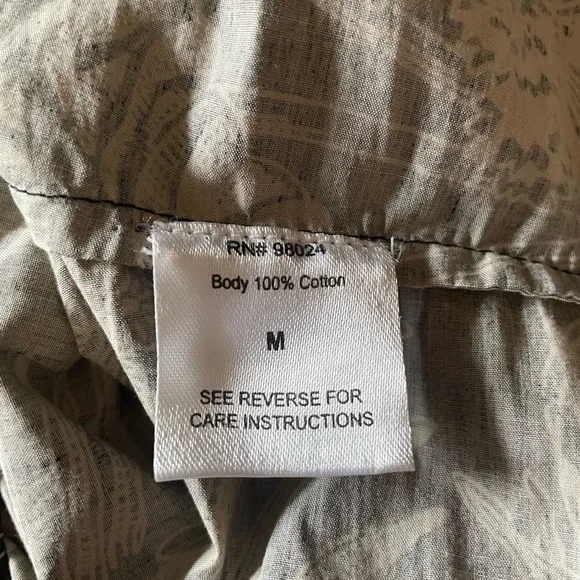 RN# 98024
Body 100% Cotton
M
SEE REVERSE FOR
CARE INSTRUCTIONS